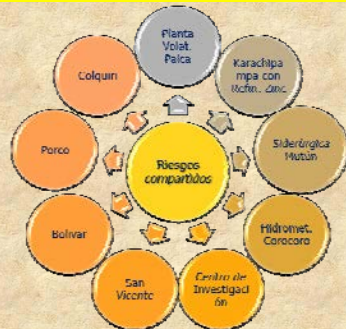 Planta
Volat.
Palca
Karachipa
mpa con
Refin. Zinc
Siderúrgica
Mutún
Hidromet.
Corocoro
Centro de
Investigaci
ón
San
Vicente
Bolivar
Porco
Colquiri
Riesgos
compartidos